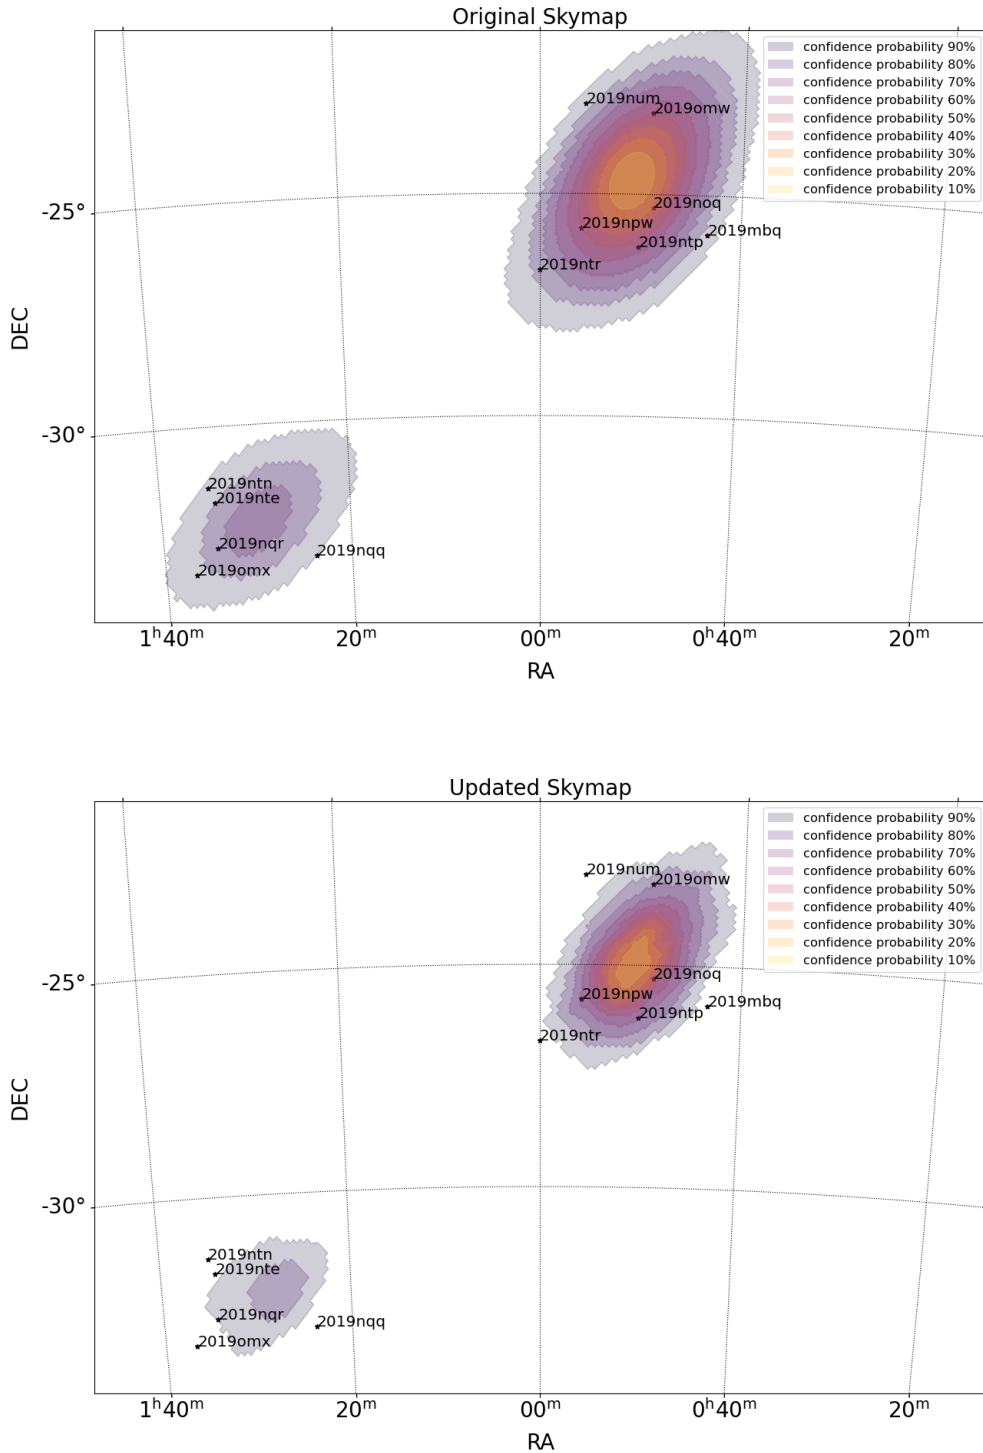 Original Skymap
confidence probability 90%
confidence probability 80%
confidence probability 70%
confidence probability 60%
confidence probability 50%
confidence probability 40%
confidence probability 30%
confidence probability 20%
confidence probability 10%
2019num
2019omw
-25°
2019noq
2019npw
2019mbq
2019ntp
2019ntr
DEC
-30°
2019ntn
2019nte
2019nqr
2019nqq
2019omx
1ʰ40ᵐ 20ᵐ 00ᵐ 0ʰ40ᵐ 20ᵐ
RA
Updated Skymap
confidence probability 90%
confidence probability 80%
confidence probability 70%
confidence probability 60%
confidence probability 50%
confidence probability 40%
confidence probability 30%
confidence probability 20%
confidence probability 10%
2019num
2019omw
-25°
2019noq
2019npw
2019mbq
2019ntp
2019ntr
DEC
-30°
2019ntn
2019nte
2019nqr
2019nqq
2019omx
1ʰ40ᵐ 20ᵐ 00ᵐ 0ʰ40ᵐ 20ᵐ
RA